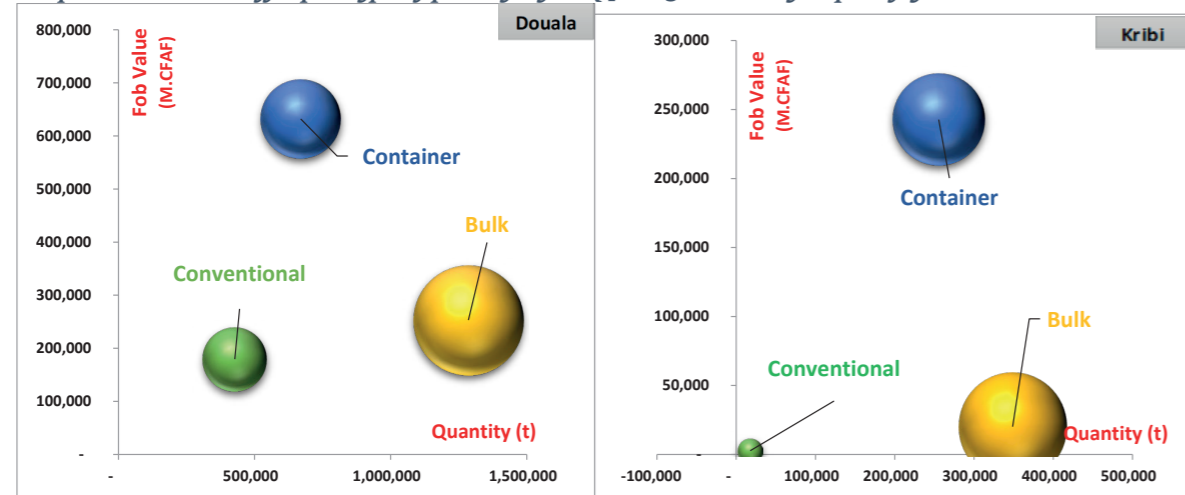 Douala
Fob Value
(M.CFAF)
800,000
700,000
600,000
500,000
400,000
300,000
200,000
100,000
-
Container
Bulk
Conventional
Quantity (t)
-
500,000
1,000,000
1,500,000
Kribi
Fob Value
(M.CFAF)
300,000
250,000
200,000
150,000
100,000
50,000
-
Container
Bulk
Conventional
Quantity (t)
-100,000
-
100,000
200,000
300,000
400,000
500,000